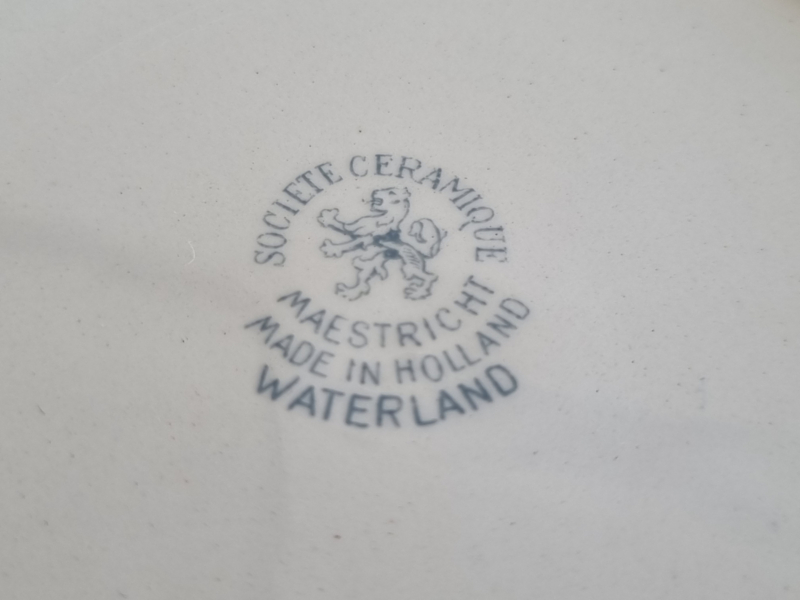 SOCIETE CERAMIQUE
MAESTRICHT
MADE IN HOLLAND
WATERLAND